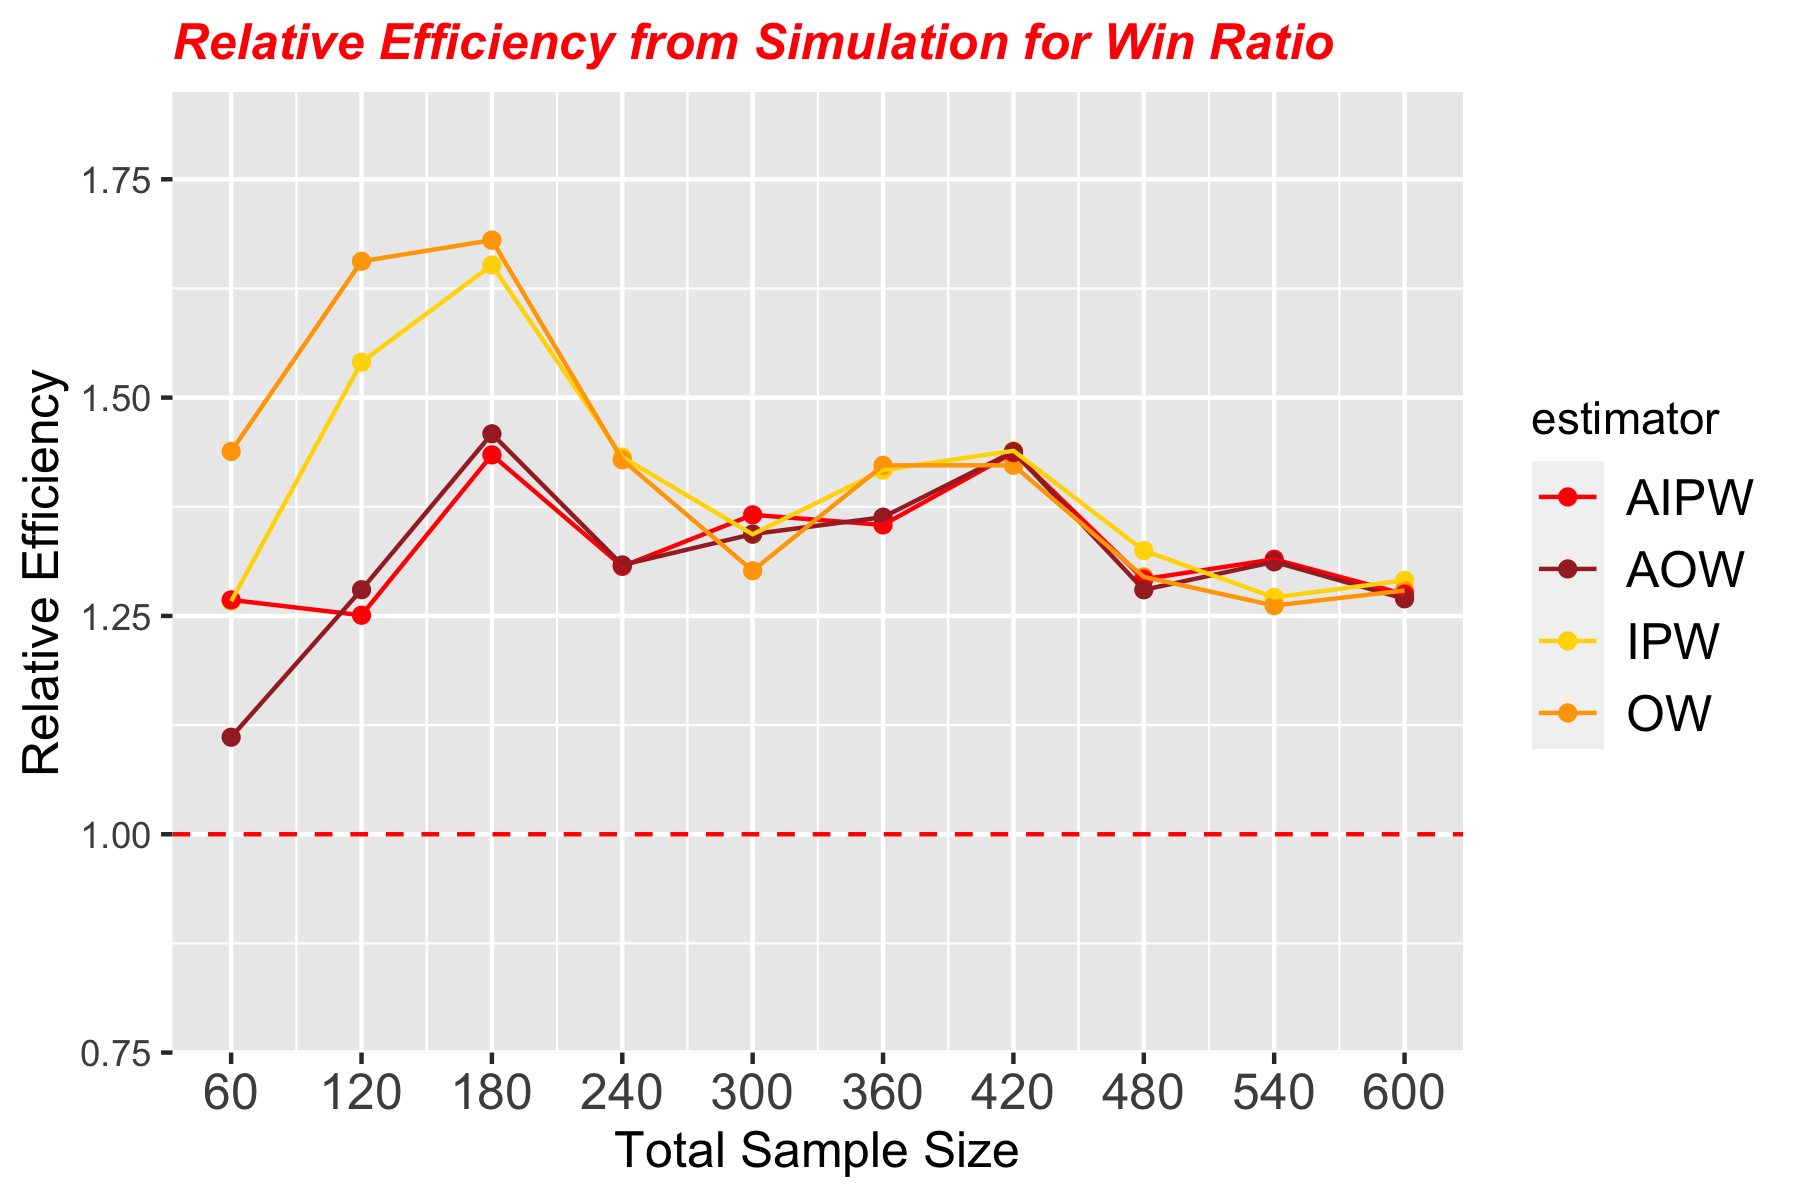 Relative Efficiency from Simulation for Win Ratio
Relative Efficiency
1.75
1.50
1.25
1.00
0.75
60 120 180 240 300 360 420 480 540 600
Total Sample Size
estimator
AIPW
AOW
IPW
OW